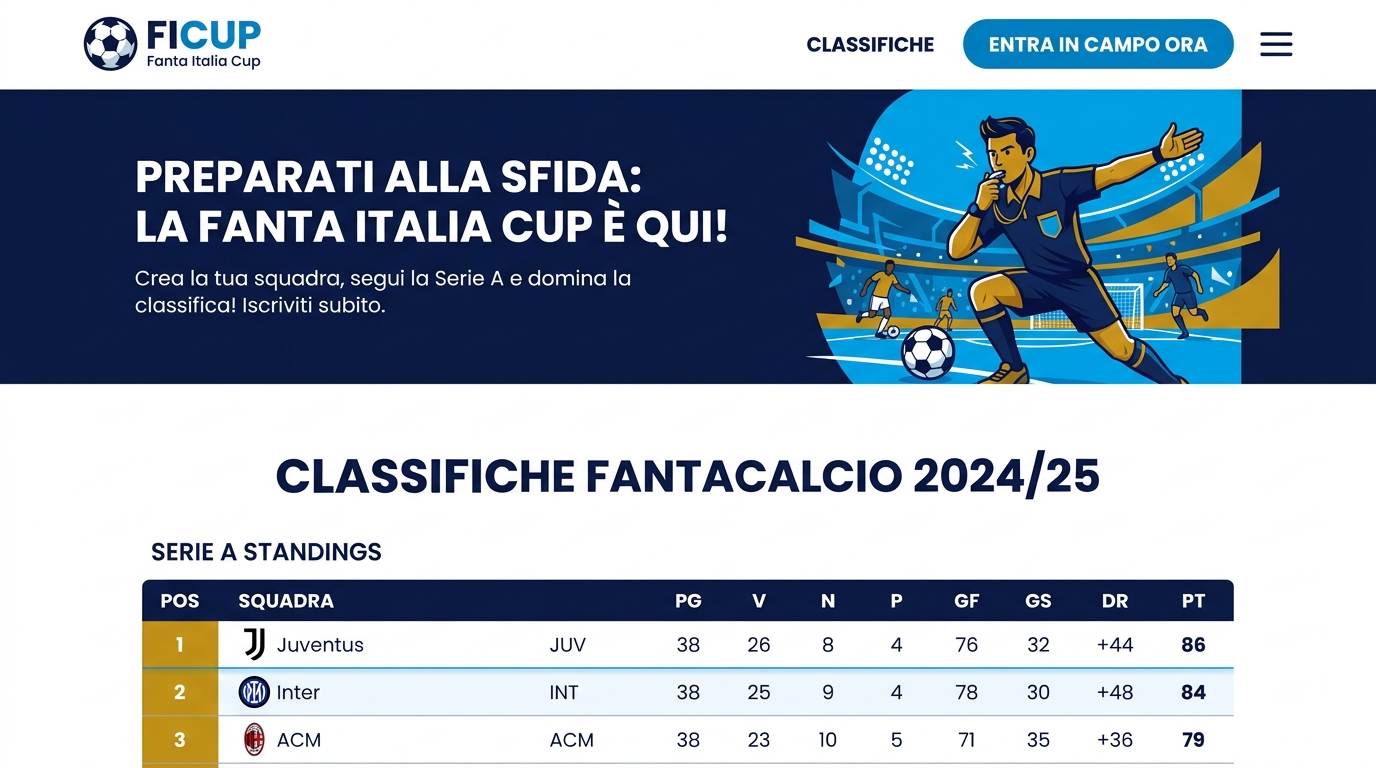 FICUP
Fanta Italia Cup
CLASSIFICHE
ENTRA IN CAMPO ORA
PREPARATI ALLA SFIDA:
LA FANTA ITALIA CUP È QUI!
Crea la tua squadra, segui la Serie A e domina la
classifica! Iscriviti subito.
CLASSIFICHE FANTACALCIO 2024/25
SERIE A STANDINGS
POS SQUADRA PG V N P GF GS DR PT
1 Juventus JUV 38 26 8 4 76 32 +44 86
2 Inter INT 38 25 9 4 78 30 +48 84
3 ACM ACM 38 23 10 5 71 35 +36 79